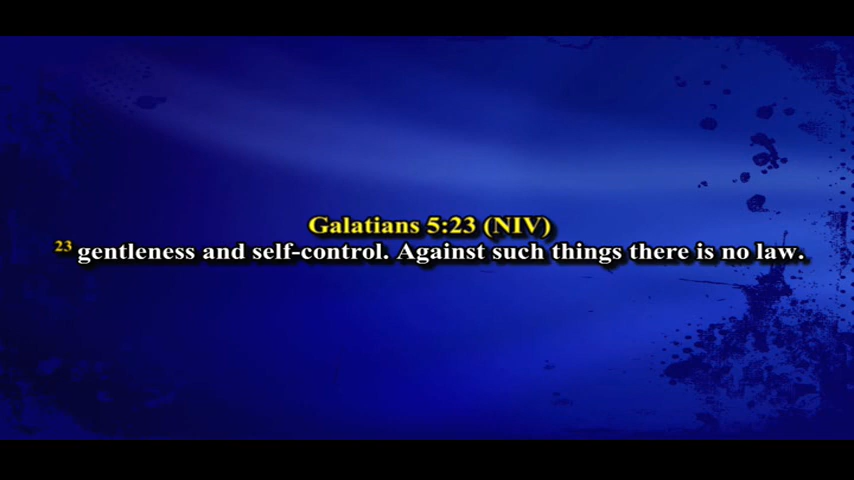 Galatians 5:23 (NIV)
23 gentleness and self-control. Against such things there is no law.